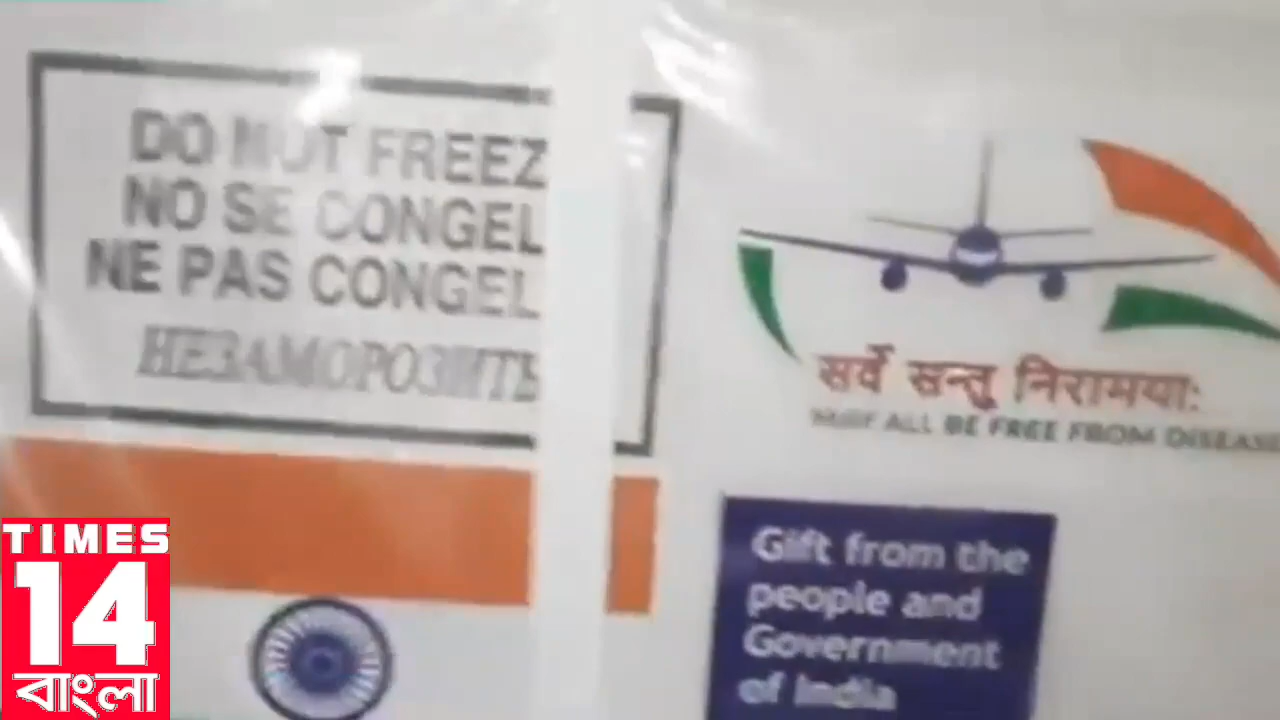 DO NOT FREEZ
NO SE CONGEL
NE PAS CONGEL
НЕЗАМОРОЗИТЬ
सर्वे सन्तु निरामयाः
MAY ALL BE FREE FROM DISEASE
Gift from the
people and
Government
of India
TIMES
14
বাংলা